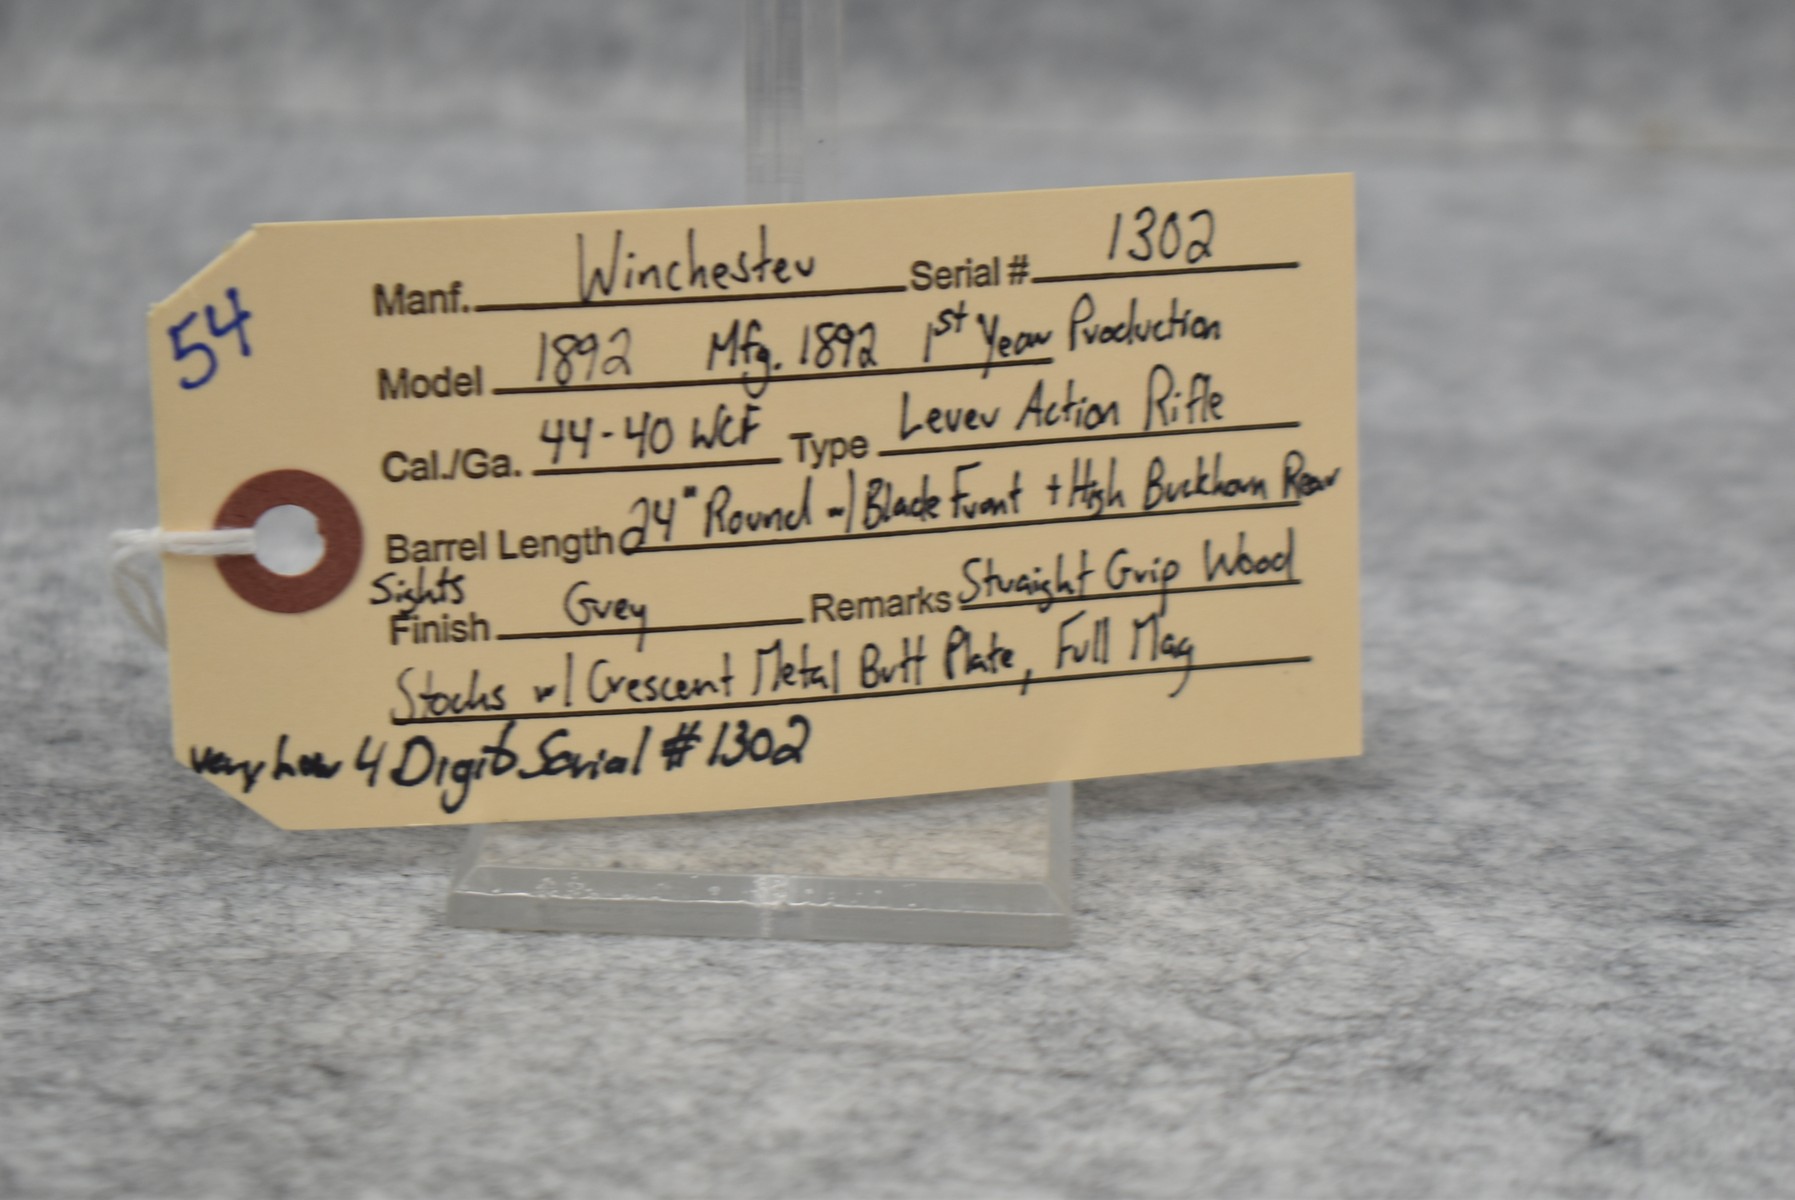 54
Manf. Winchester Serial # 1302
Model 1892 Mfg. 1892 1st Year Production
Cal./Ga. 44-40 WCF Type Lever Action Rifle
Barrel Length 24" Round w/ Blade Front + High Buckhorn Rear
Sights
Finish Grey Remarks Straight Grip Wood
Stocks w/ Crescent Metal Butt Plate, Full Mag
very low 4 Digit Serial # 1302